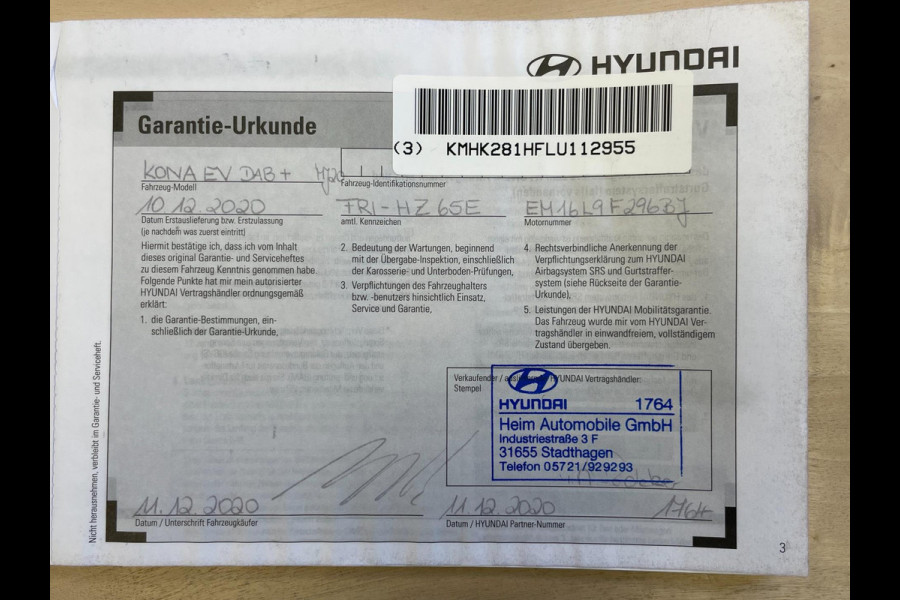 HYUNDAI
Garantie-Urkunde
(3) KMHK281HFLU112955
KONA EV DAB+ MJ20
Fahrzeug-Modell
Fahrzeug-Identifikationsnummer
10.12.2020
FRI-HZ 65E
EM16L9F296BJ
Datum Erstauslieferung bzw. Erstzulassung
(je nachdem was zuerst eintritt)
amtl. Kennzeichen
Motornummer
Hiermit bestätige ich, dass ich vom Inhalt
dieses original Garantie- und Serviceheftes
zu diesem Fahrzeug Kenntnis genommen habe.
Folgende Punkte hat mir mein autorisierter
HYUNDAI Vertragshändler ordnungsgemäß
erklärt:
1. die Garantie-Bestimmungen, ein-
schließlich der Garantie-Urkunde,
2. Bedeutung der Wartungen, beginnend
mit der Übergabe-Inspektion, einschließlich
der Karosserie- und Unterboden-Prüfungen,
3. Verpflichtungen des Fahrzeughalters
bzw. -benutzers hinsichtlich Einsatz,
Service und Garantie,
4. Rechtsverbindliche Anerkennung der
Verpflichtungserklärung zum HYUNDAI
Airbagsystem SRS und Gurtstraffer-
system (siehe Rückseite der Garantie-
Urkunde),
5. Leistungen der HYUNDAI Mobilitätsgarantie.
Das Fahrzeug wurde mir vom HYUNDAI Ver-
tragshändler in einwandfreiem, vollständigem
Zustand übergeben.
Verkaufender / HYUNDAI Vertragshändler:
Stempel
HYUNDAI 1764
Heim Automobile GmbH
Industriestraße 3 F
31655 Stadthagen
Telefon 05721/929293
11.12.2020
Datum / Unterschrift Fahrzeugkäufer
11.12.2020 1764
Datum / HYUNDAI Partner-Nummer
Nicht herausnehmen, verbleibt im Garantie- und Serviceheft.
3